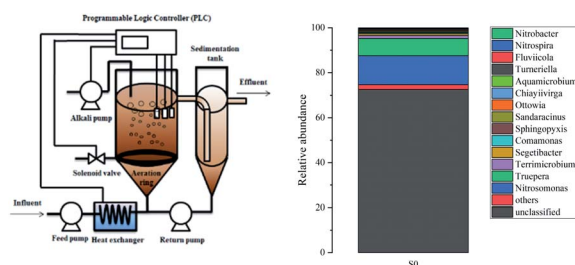 Programmable Logic Controller (PLC)
Sedimentation
tank
Effluent
Alkali pump
Solenoid valve
Aeration
ring
Influent
Feed pump
Heat exchanger
Return pump
Relative abundance
100
80
60
40
20
0
S0
Nitrobacter
Nitrospira
Fluviicola
Turneriella
Aquamicrobium
Chiayiivirga
Ottowia
Sandaracinus
Sphingopyxis
Comamonas
Segetibacter
Terrimicrobium
Truepera
Nitrosomonas
others
unclassified